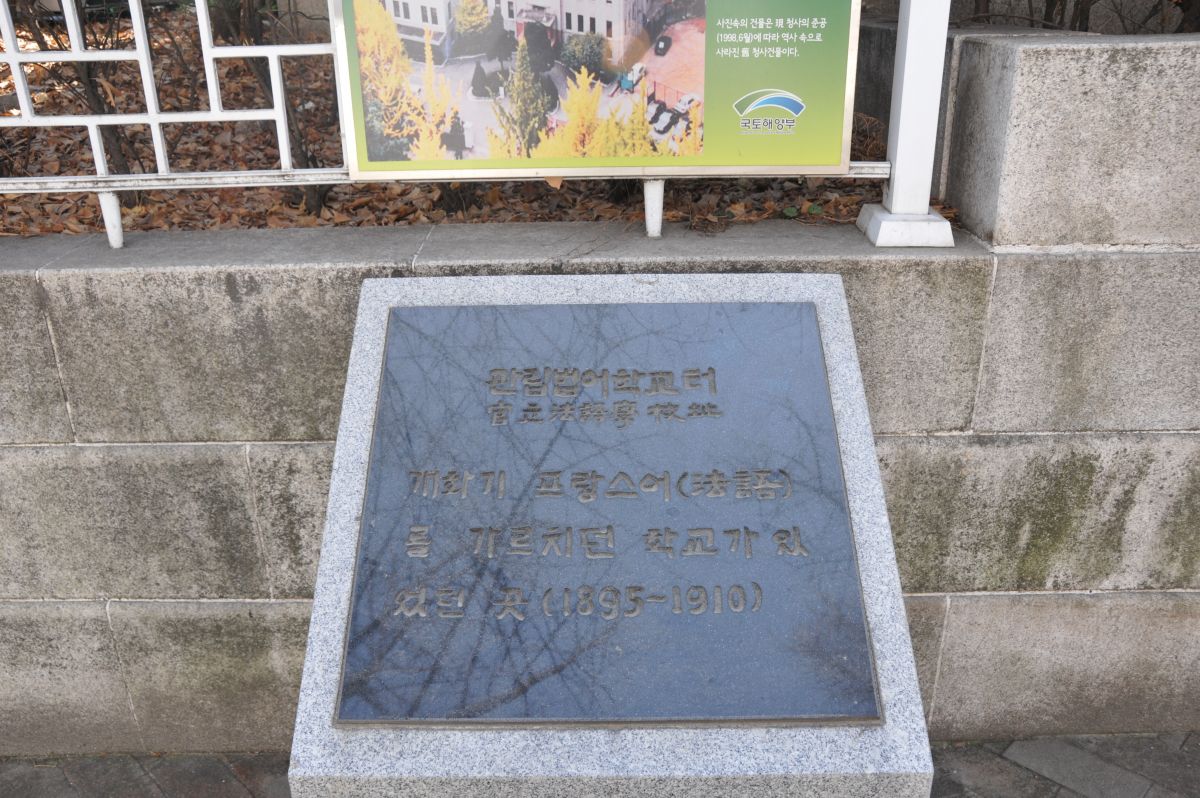 사진속의 건물은 現 청사의 준공
(1998.6월)에 따라 역사 속으로
사라진 舊 청사건물이다.
국토해양부
관립법어학교터
官立法語學校址
개화기 프랑스어(法語)
를 가르치던 학교가 있
었던 곳(1895~1910)